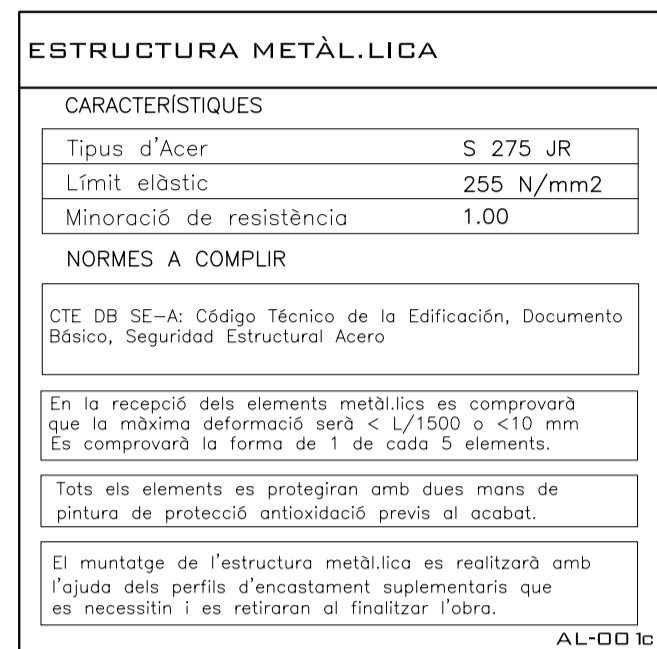 ESTRUCTURA METÀL.LICA
CARACTERÍSTIQUES
Tipus d'Acer S 275 JR
Límit elàstic 255 N/mm2
Minoració de resistència 1.00
NORMES A COMPLIR
CTE DB SE-A: Código Técnico de la Edificación, Documento
Básico, Seguridad Estructural Acero
En la recepció dels elements metàl.lics es comprovarà
que la màxima deformació serà < L/1500 o <10 mm
Es comprovarà la forma de 1 de cada 5 elements.
Tots els elements es protegiran amb dues mans de
pintura de protecció antioxidació previs al acabat.
El muntatge de l'estructura metàl.lica es realitzarà amb
l'ajuda dels perfils d'encastament suplementaris que
es necessitin i es retiraran al finalitzar l'obra.
AL-001c